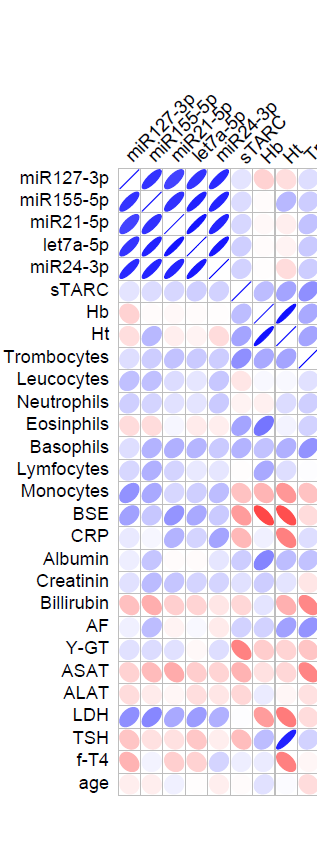 miR127-3p
miR155-5p
miR21-5p
let7a-5p
miR24-3p
sTARC
Hb
Ht
miR127-3p
miR155-5p
miR21-5p
let7a-5p
miR24-3p
sTARC
Hb
Ht
Trombocytes
Leucocytes
Neutrophils
Eosinphils
Basophils
Lymfocytes
Monocytes
BSE
CRP
Albumin
Creatinin
Billirubin
AF
Y-GT
ASAT
ALAT
LDH
TSH
f-T4
age